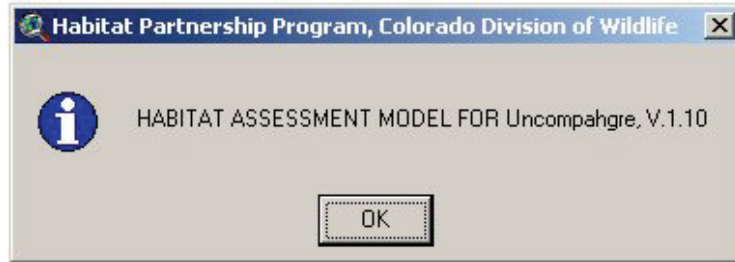 Habitat Partnership Program, Colorado Division of Wildlife
HABITAT ASSESSMENT MODEL FOR Uncompahgre, V.1.10
OK